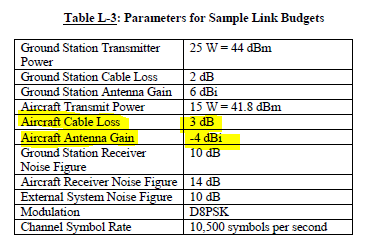 Table L-3: Parameters for Sample Link Budgets
Ground Station Transmitter Power 25 W = 44 dBm
Ground Station Cable Loss 2 dB
Ground Station Antenna Gain 6 dBi
Aircraft Transmit Power 15 W = 41.8 dBm
Aircraft Cable Loss 3 dB
Aircraft Antenna Gain -4 dBi
Ground Station Receiver Noise Figure 10 dB
Aircraft Receiver Noise Figure 14 dB
External System Noise Figure 10 dB
Modulation D8PSK
Channel Symbol Rate 10,500 symbols per second